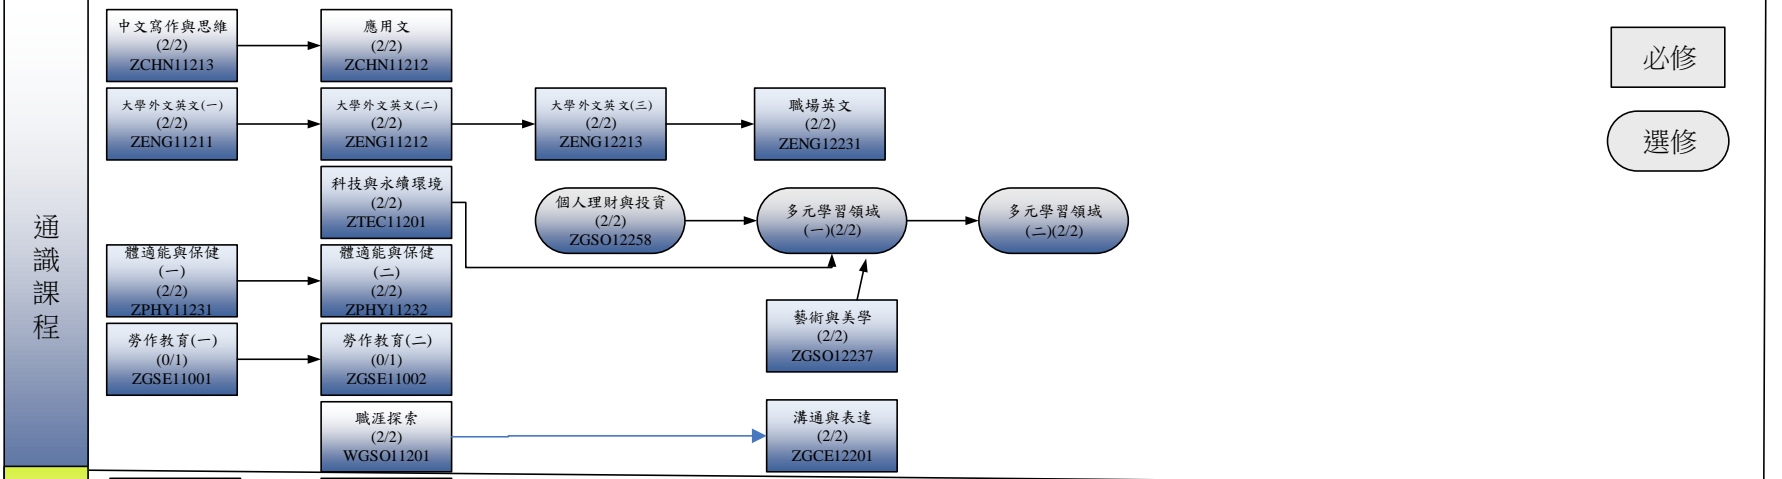 通識課程
中文寫作與思維
(2/2)
ZCHN11213
應用文
(2/2)
ZCHN11212
必修
大學外文英文(一)
(2/2)
ZENG11211
大學外文英文(二)
(2/2)
ZENG11212
大學外文英文(三)
(2/2)
ZENG12213
職場英文
(2/2)
ZENG12231
選修
科技與永續環境
(2/2)
ZTEC11201
個人理財與投資
(2/2)
ZGSO12258
多元學習領域
(一)(2/2)
多元學習領域
(二)(2/2)
體適能與保健
(一)
(2/2)
ZPHY11231
體適能與保健
(二)
(2/2)
ZPHY11232
藝術與美學
(2/2)
ZGSO12237
勞作教育(一)
(0/1)
ZGSE11001
勞作教育(二)
(0/1)
ZGSE11002
職涯探索
(2/2)
WGSO11201
溝通與表達
(2/2)
ZGCE12201